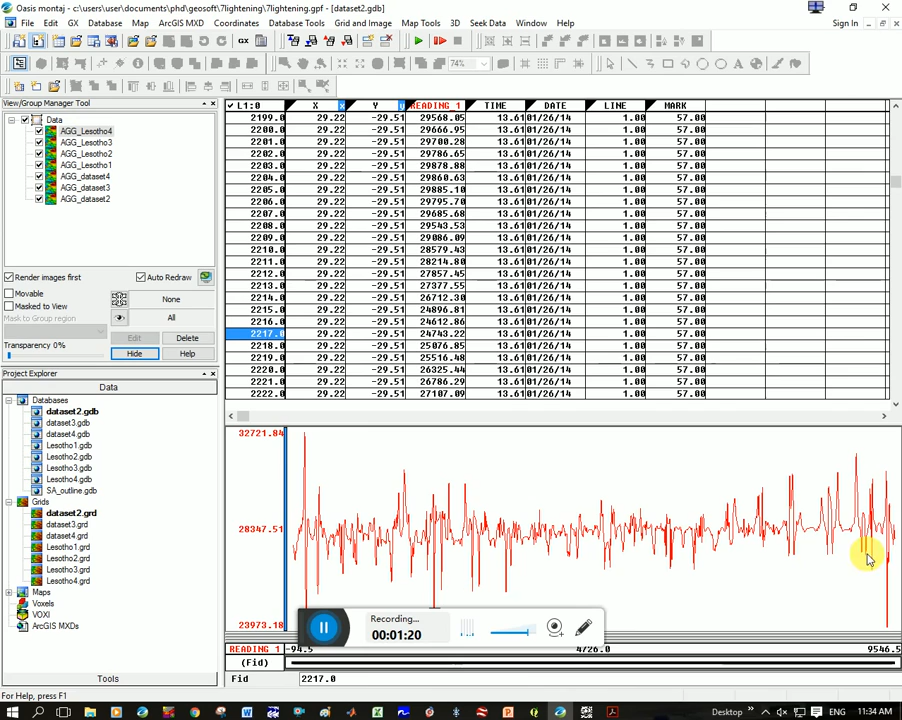 Oasis montaj - c:\users\uuser\documents\phd\geosoft\7lightening\7lightening.gpf - [dataset2.gdb]
File Edit GX Database Map ArcGIS MXD Coordinates Database Tools Grid and Image Map Tools 3D Seek Data Window Help Sign In
GX
74%
View/Group Manager Tool
Data
AGG_Lesotho4
AGG_Lesotho3
AGG_Lesotho2
AGG_Lesotho1
AGG_dataset4
AGG_dataset3
AGG_dataset2
Render images first Auto Redraw
Movable None
Masked to View All
Mask to Group region
Edit Delete
Transparency 0%
Hide Help
Project Explorer
Data
Databases
dataset2.gdb
dataset3.gdb
dataset4.gdb
Lesotho1.gdb
Lesotho2.gdb
Lesotho3.gdb
Lesotho4.gdb
SA_outline.gdb
Grids
dataset2.grd
dataset3.grd
dataset4.grd
Lesotho1.grd
Lesotho2.grd
Lesotho3.grd
Lesotho4.grd
Maps
Voxels
VOXI
ArcGIS MXDs
Tools
L1:0 X x Y y READING_1 TIME DATE LINE MARK
2199.0 29.22 -29.51 29568.05 13.61 01/26/14 1.00 57.00
2200.0 29.22 -29.51 29666.95 13.61 01/26/14 1.00 57.00
2201.0 29.22 -29.51 29700.28 13.61 01/26/14 1.00 57.00
2202.0 29.22 -29.51 29786.65 13.61 01/26/14 1.00 57.00
2203.0 29.22 -29.51 29878.88 13.61 01/26/14 1.00 57.00
2204.0 29.22 -29.51 29860.63 13.61 01/26/14 1.00 57.00
2205.0 29.22 -29.51 29885.10 13.61 01/26/14 1.00 57.00
2206.0 29.22 -29.51 29795.70 13.61 01/26/14 1.00 57.00
2207.0 29.22 -29.51 29685.68 13.61 01/26/14 1.00 57.00
2208.0 29.22 -29.51 29543.53 13.61 01/26/14 1.00 57.00
2209.0 29.22 -29.51 29086.09 13.61 01/26/14 1.00 57.00
2210.0 29.22 -29.51 28579.43 13.61 01/26/14 1.00 57.00
2211.0 29.22 -29.51 28214.80 13.61 01/26/14 1.00 57.00
2212.0 29.22 -29.51 27857.45 13.61 01/26/14 1.00 57.00
2213.0 29.22 -29.51 27377.55 13.61 01/26/14 1.00 57.00
2214.0 29.22 -29.51 26712.30 13.61 01/26/14 1.00 57.00
2215.0 29.22 -29.51 24896.81 13.61 01/26/14 1.00 57.00
2216.0 29.22 -29.51 24612.86 13.61 01/26/14 1.00 57.00
2217.0 29.22 -29.51 24743.22 13.61 01/26/14 1.00 57.00
2218.0 29.22 -29.51 25076.85 13.61 01/26/14 1.00 57.00
2219.0 29.22 -29.51 25516.48 13.61 01/26/14 1.00 57.00
2220.0 29.22 -29.51 26325.44 13.61 01/26/14 1.00 57.00
2221.0 29.22 -29.51 26786.29 13.61 01/26/14 1.00 57.00
2222.0 29.22 -29.51 27107.09 13.61 01/26/14 1.00 57.00
32721.84
28347.51
23973.18
Recording...
00:01:20
READING_1 -94.5 4726.0 9546.5
(Fid)
Fid 2217.0
For Help, press F1
Desktop ENG 11:34 AM